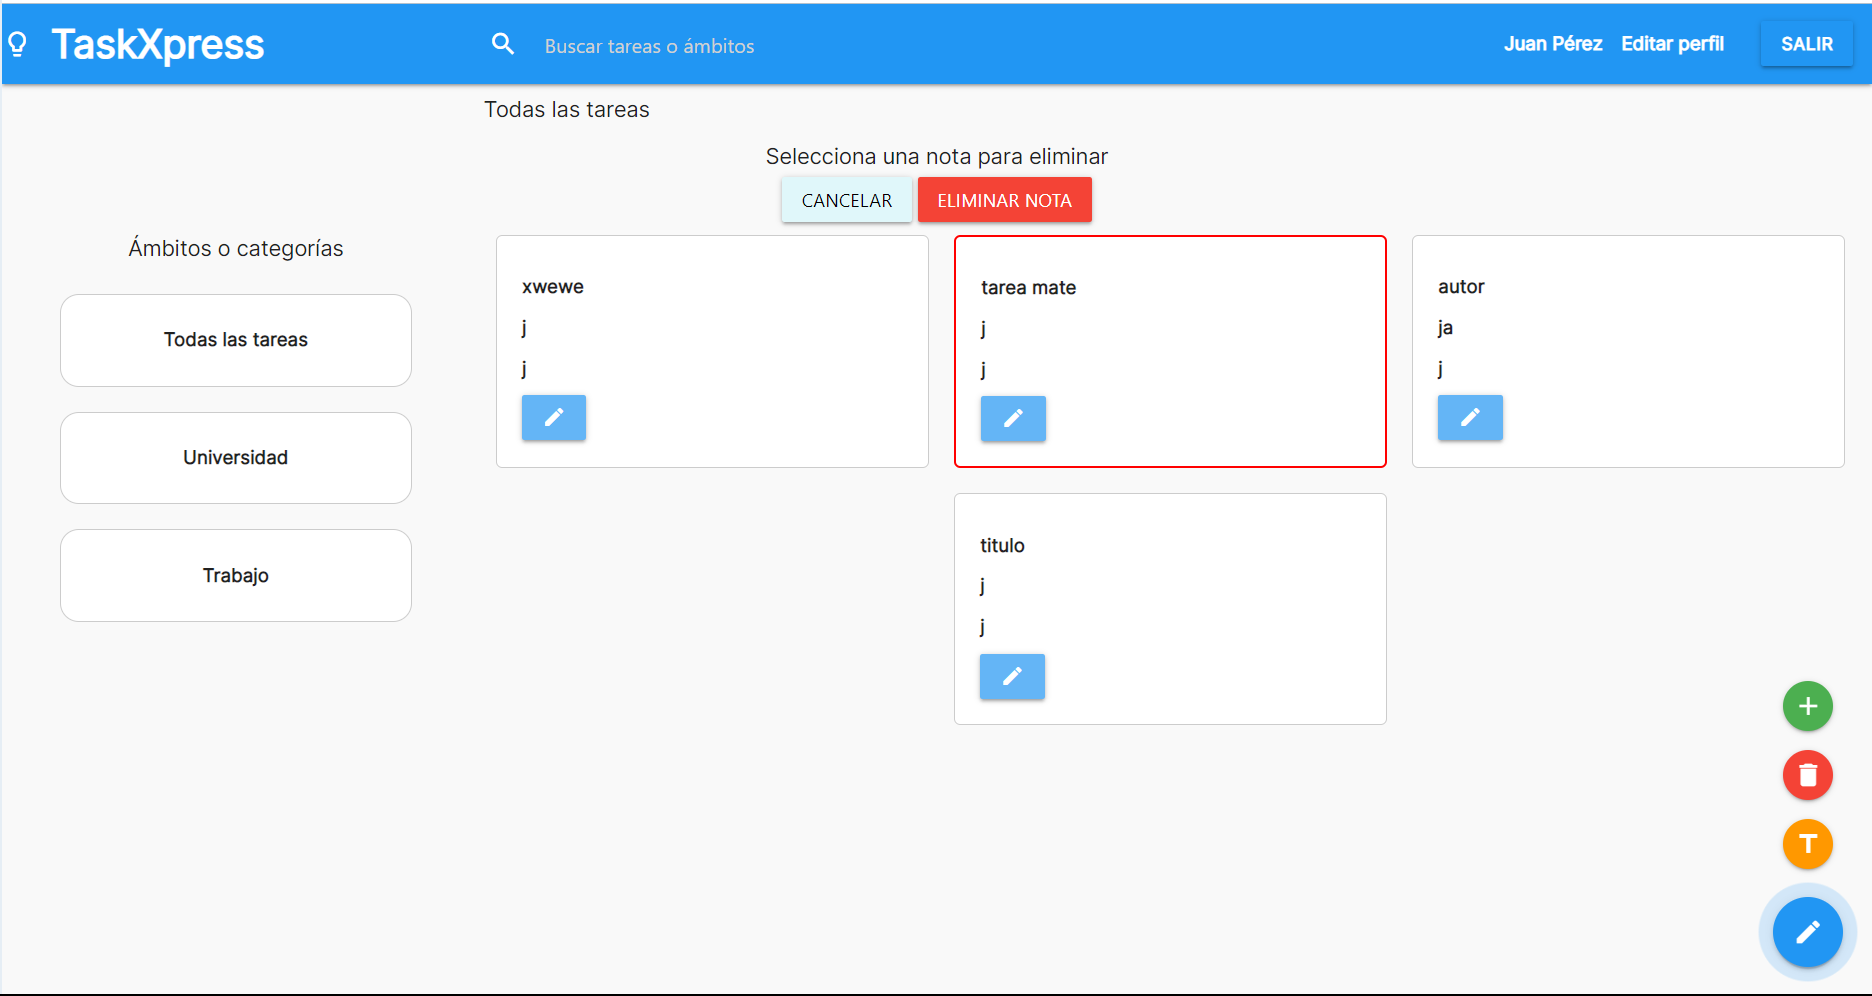 TaskXpress
Buscar tareas o ámbitos
Juan Pérez
Editar perfil
SALIR
Todas las tareas
Selecciona una nota para eliminar
CANCELAR
ELIMINAR NOTA
Ámbitos o categorías
Todas las tareas
Universidad
Trabajo
xwewe
j
j
tarea mate
j
j
autor
ja
j
titulo
j
j
T